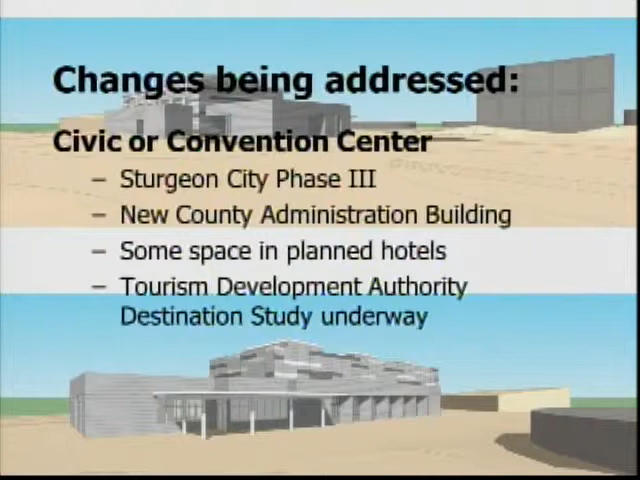 Changes being addressed:
Civic or Convention Center
– Sturgeon City Phase III
– New County Administration Building
– Some space in planned hotels
– Tourism Development Authority
Destination Study underway